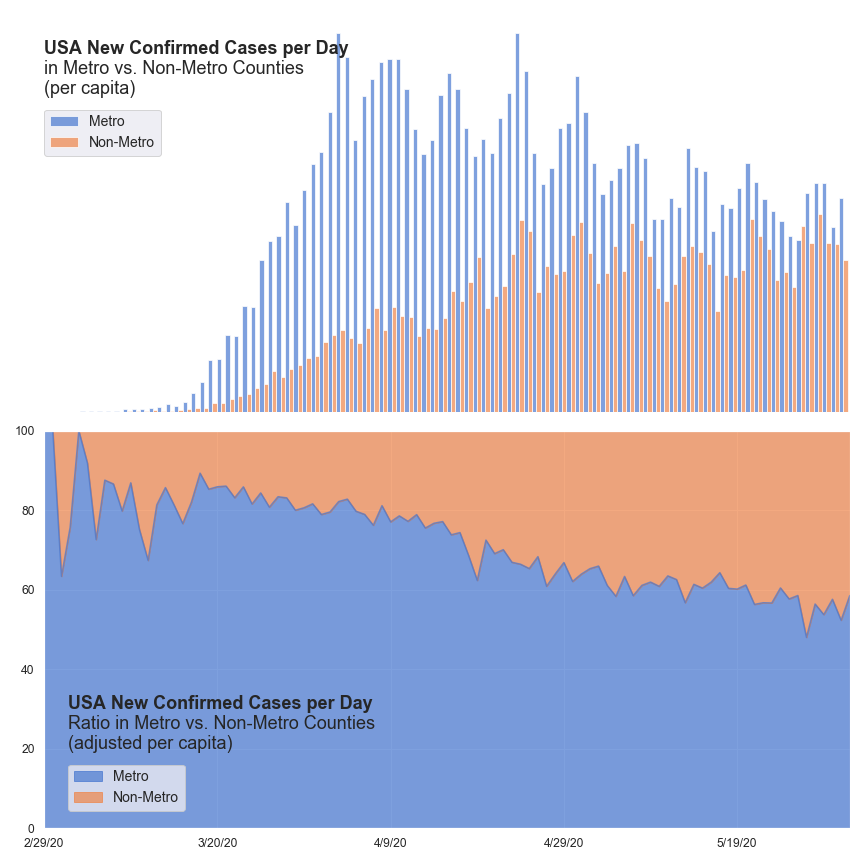 USA New Confirmed Cases per Day
in Metro vs. Non-Metro Counties
(per capita)
Metro
Non-Metro
100
80
60
40
20
0
USA New Confirmed Cases per Day
Ratio in Metro vs. Non-Metro Counties
(adjusted per capita)
Metro
Non-Metro
2/29/20 3/20/20 4/9/20 4/29/20 5/19/20